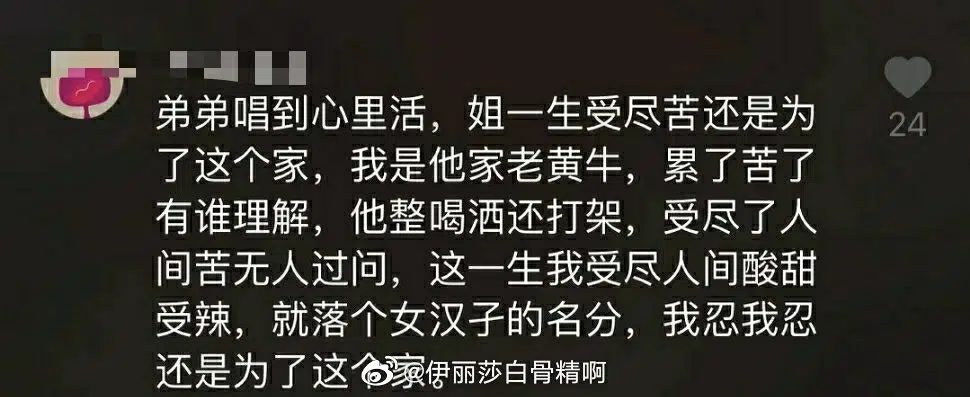 弟弟唱到心里活，姐一生受尽苦还是为
了这个家，我是他家老黄牛，累了苦了
有谁理解，他整喝洒还打架，受尽了人
间苦无人过问，这一生我受尽人间酸甜
受辣，就落个女汉孑的名分，我忍我忍
还是为了这个家。
24
@伊丽莎白骨精啊